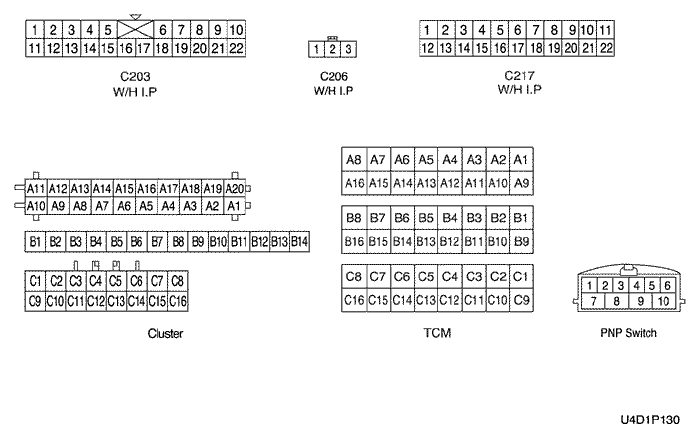 1 2 3 4 5 6 7 8 9 10
11 12 13 14 15 16 17 18 19 20 21 22
C203
W/H I.P
1 2 3
C206
W/H I.P
1 2 3 4 5 6 7 8 9 10 11
12 13 14 15 16 17 18 19 20 21 22
C217
W/H I.P
A11 A12 A13 A14 A15 A16 A17 A18 A19 A20
A10 A9 A8 A7 A6 A5 A4 A3 A2 A1
B1 B2 B3 B4 B5 B6 B7 B8 B9 B10 B11 B12 B13 B14
C1 C2 C3 C4 C5 C6 C7 C8
C9 C10 C11 C12 C13 C14 C15 C16
Cluster
A8 A7 A6 A5 A4 A3 A2 A1
A16 A15 A14 A13 A12 A11 A10 A9
B8 B7 B6 B5 B4 B3 B2 B1
B16 B15 B14 B13 B12 B11 B10 B9
C8 C7 C6 C5 C4 C3 C2 C1
C16 C15 C14 C13 C12 C11 C10 C9
TCM
1 2 3 4 5 6
7 8 9 10
PNP Switch
U4D1P130